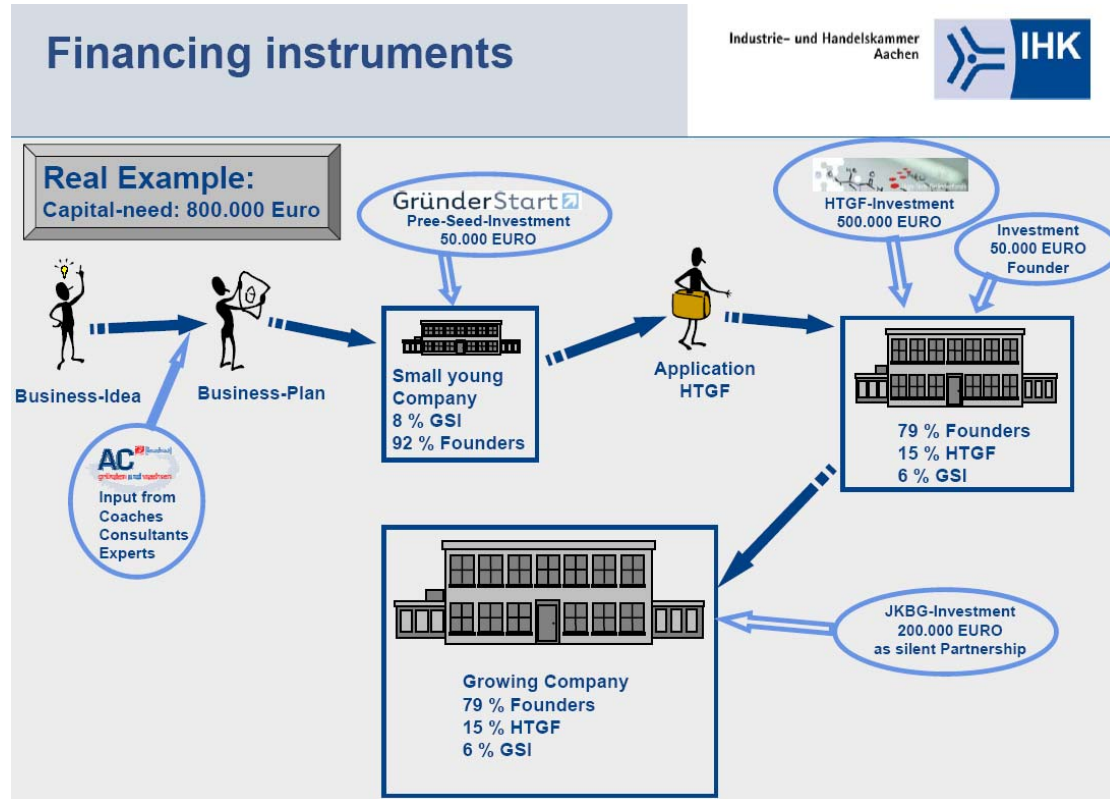 Financing instruments
Industrie– und Handelskammer
Aachen
IHK
Real Example:
Capital-need: 800.000 Euro
GründerStart
Pree-Seed-Investment
50.000 EURO
HTGF-Investment
500.000 EURO
Investment
50.000 EURO
Founder
Business-Idea
Business-Plan
Small young
Company
8 % GSI
92 % Founders
Application
HTGF
79 % Founders
15 % HTGF
6 % GSI
AC
gründen und wachsen
Input from
Coaches
Consultants
Experts
JKBG-Investment
200.000 EURO
as silent Partnership
Growing Company
79 % Founders
15 % HTGF
6 % GSI